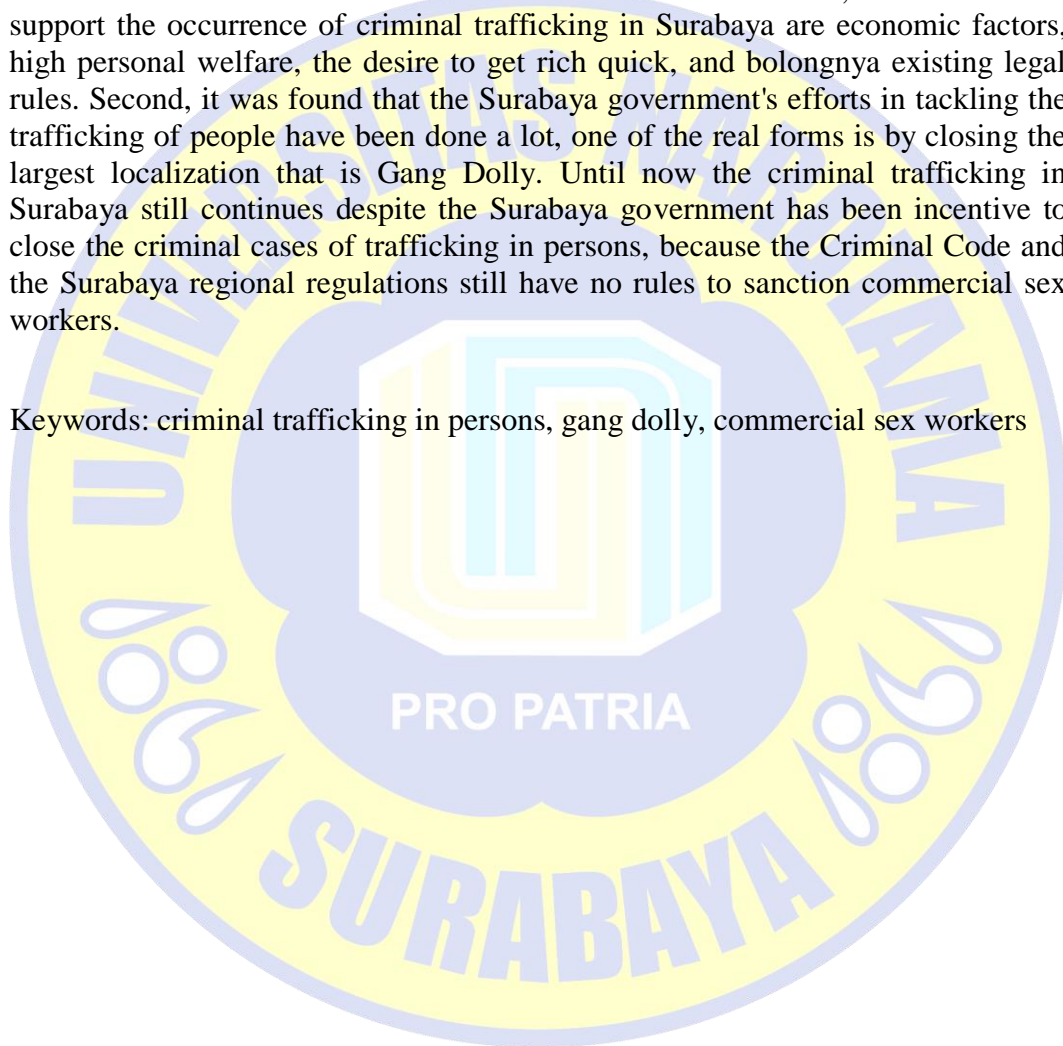 support the occurrence of criminal trafficking in Surabaya are economic factors,
high personal welfare, the desire to get rich quick, and bolongnya existing legal
rules. Second, it was found that the Surabaya government's efforts in tackling the
trafficking of people have been done a lot, one of the real forms is by closing the
largest localization that is Gang Dolly. Until now the criminal trafficking in
Surabaya still continues despite the Surabaya government has been incentive to
close the criminal cases of trafficking in persons, because the Criminal Code and
the Surabaya regional regulations still have no rules to sanction commercial sex
workers.
Keywords: criminal trafficking in persons, gang dolly, commercial sex workers
UNIVERSITAS NAROTAMA
PRO PATRIA
SURABAYA